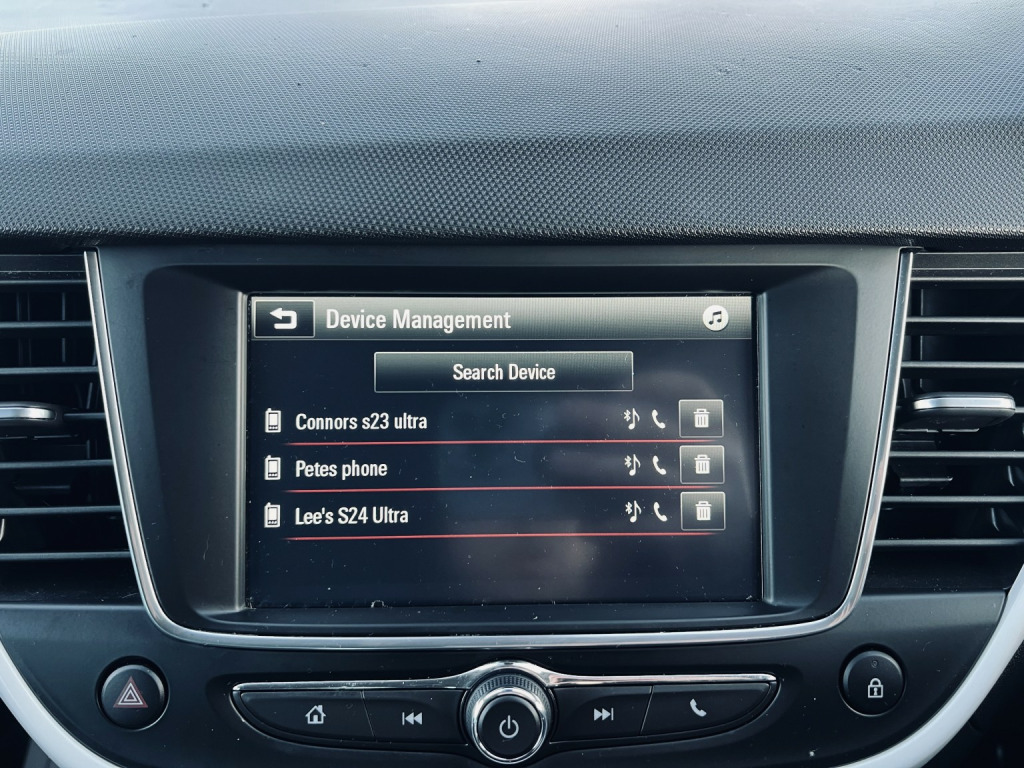 Device Management
Search Device
Connors s23 ultra
Petes phone
Lee's S24 Ultra